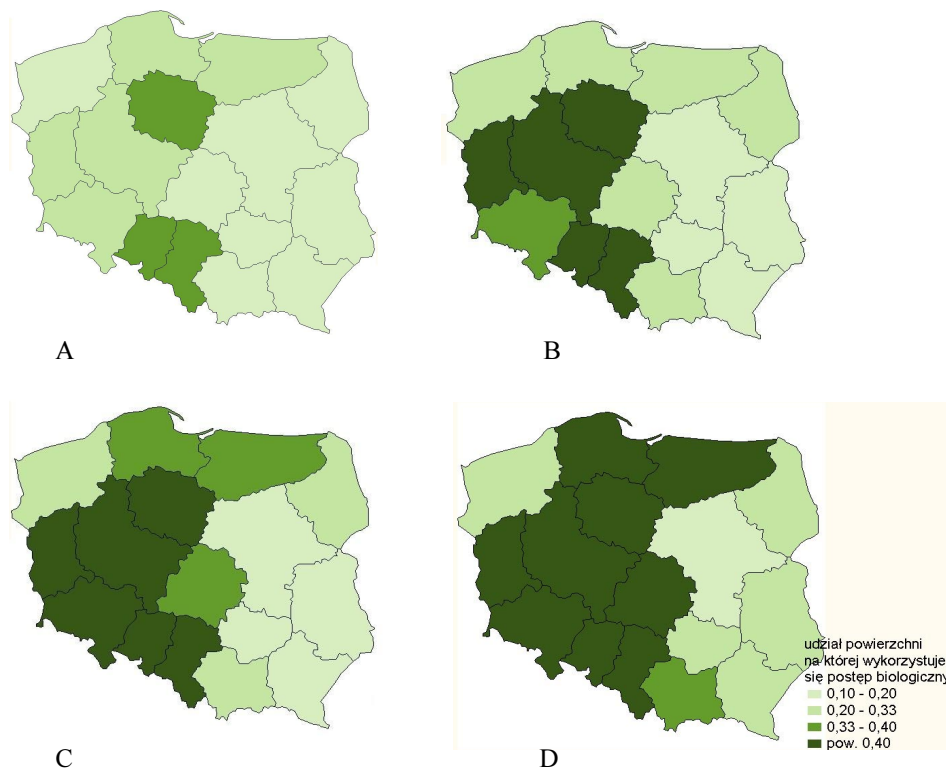 A
B
C
D
udział powierzchni
na której wykorzystuje
się postęp biologiczny
0,10 - 0,20
0,20 - 0,33
0,33 - 0,40
pow. 0,40